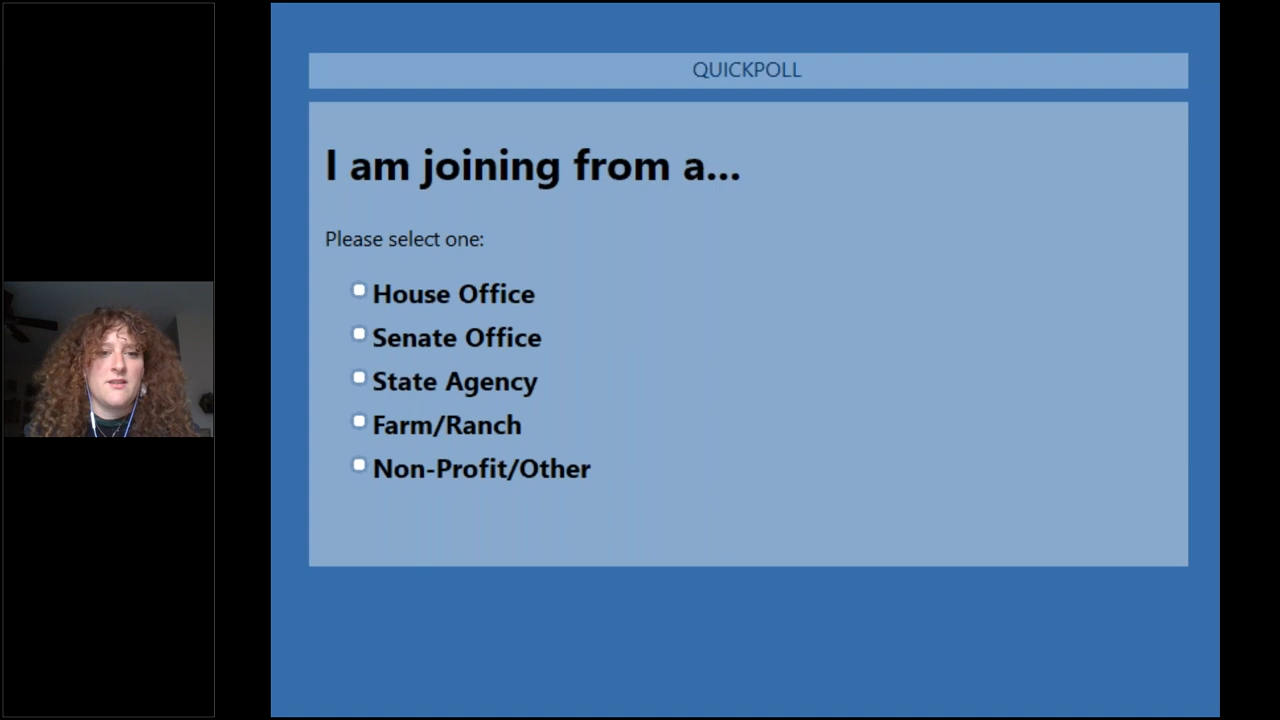 QUICKPOLL
I am joining from a...
Please select one:
House Office
Senate Office
State Agency
Farm/Ranch
Non-Profit/Other